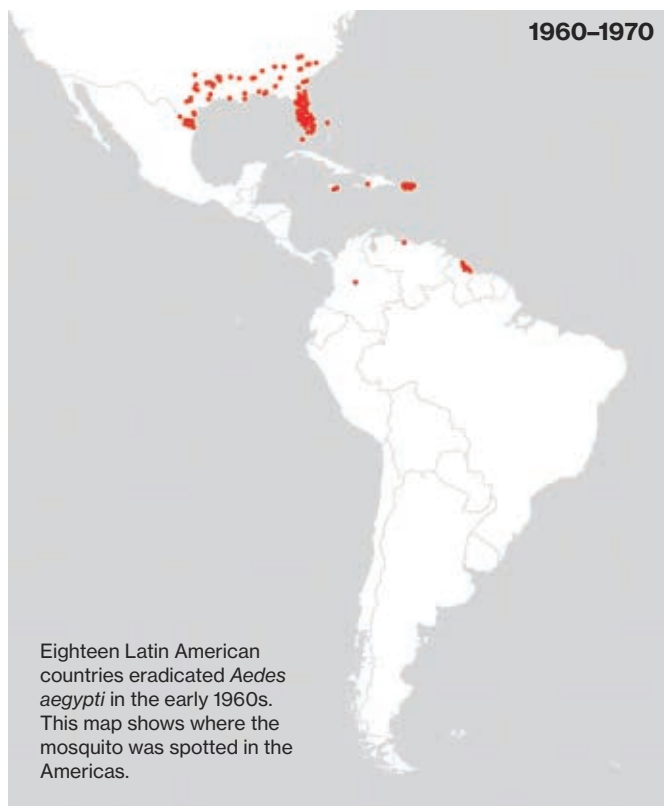 1960–1970
Eighteen Latin American
countries eradicated Aedes
aegypti in the early 1960s.
This map shows where the
mosquito was spotted in the
Americas.